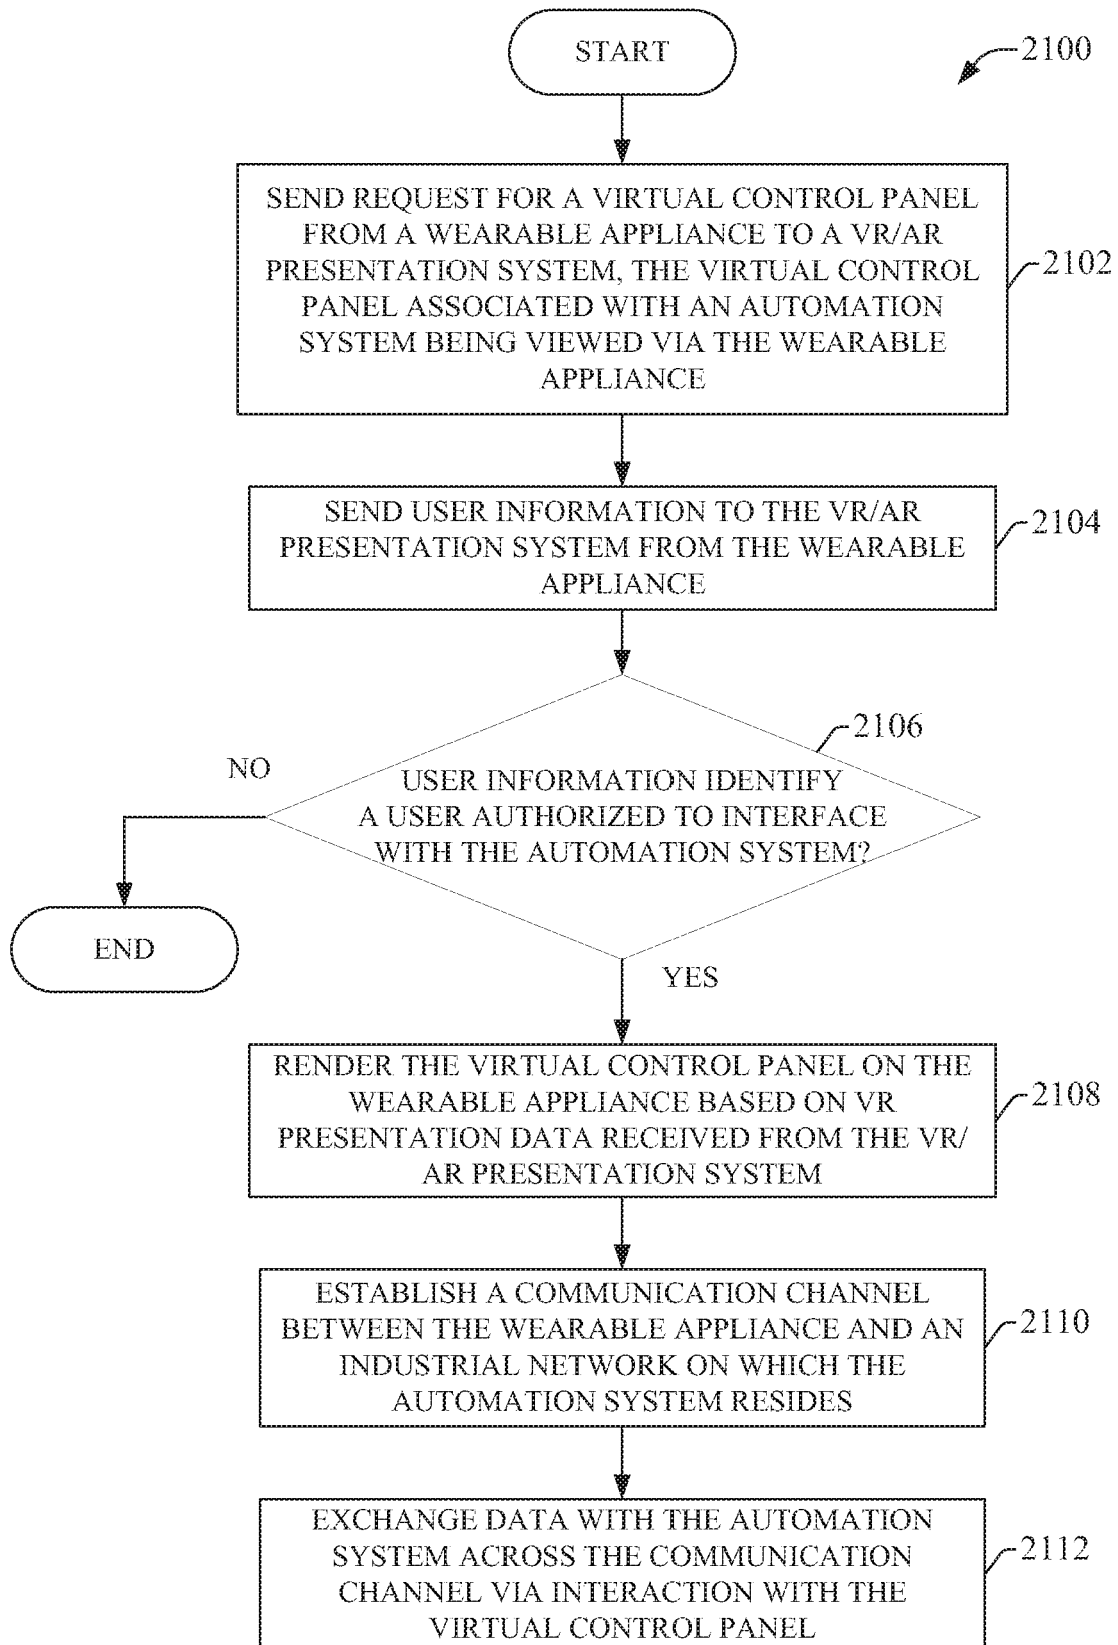 START
2100
SEND REQUEST FOR A VIRTUAL CONTROL PANEL
FROM A WEARABLE APPLIANCE TO A VR/AR
PRESENTATION SYSTEM, THE VIRTUAL CONTROL
PANEL ASSOCIATED WITH AN AUTOMATION
SYSTEM BEING VIEWED VIA THE WEARABLE
APPLIANCE
2102
SEND USER INFORMATION TO THE VR/AR
PRESENTATION SYSTEM FROM THE WEARABLE
APPLIANCE
2104
2106
NO
USER INFORMATION IDENTIFY
A USER AUTHORIZED TO INTERFACE
WITH THE AUTOMATION SYSTEM?
END
YES
RENDER THE VIRTUAL CONTROL PANEL ON THE
WEARABLE APPLIANCE BASED ON VR
PRESENTATION DATA RECEIVED FROM THE VR/
AR PRESENTATION SYSTEM
2108
ESTABLISH A COMMUNICATION CHANNEL
BETWEEN THE WEARABLE APPLIANCE AND AN
INDUSTRIAL NETWORK ON WHICH THE
AUTOMATION SYSTEM RESIDES
2110
EXCHANGE DATA WITH THE AUTOMATION
SYSTEM ACROSS THE COMMUNICATION
CHANNEL VIA INTERACTION WITH THE
VIRTUAL CONTROL PANEL
2112